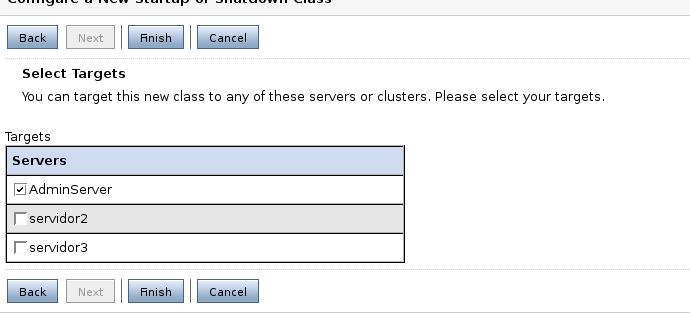 Configure a New Startup or Shutdown Class
Back Next Finish Cancel
Select Targets
You can target this new class to any of these servers or clusters. Please select your targets.
Targets
Servers
AdminServer
servidor2
servidor3
Back Next Finish Cancel